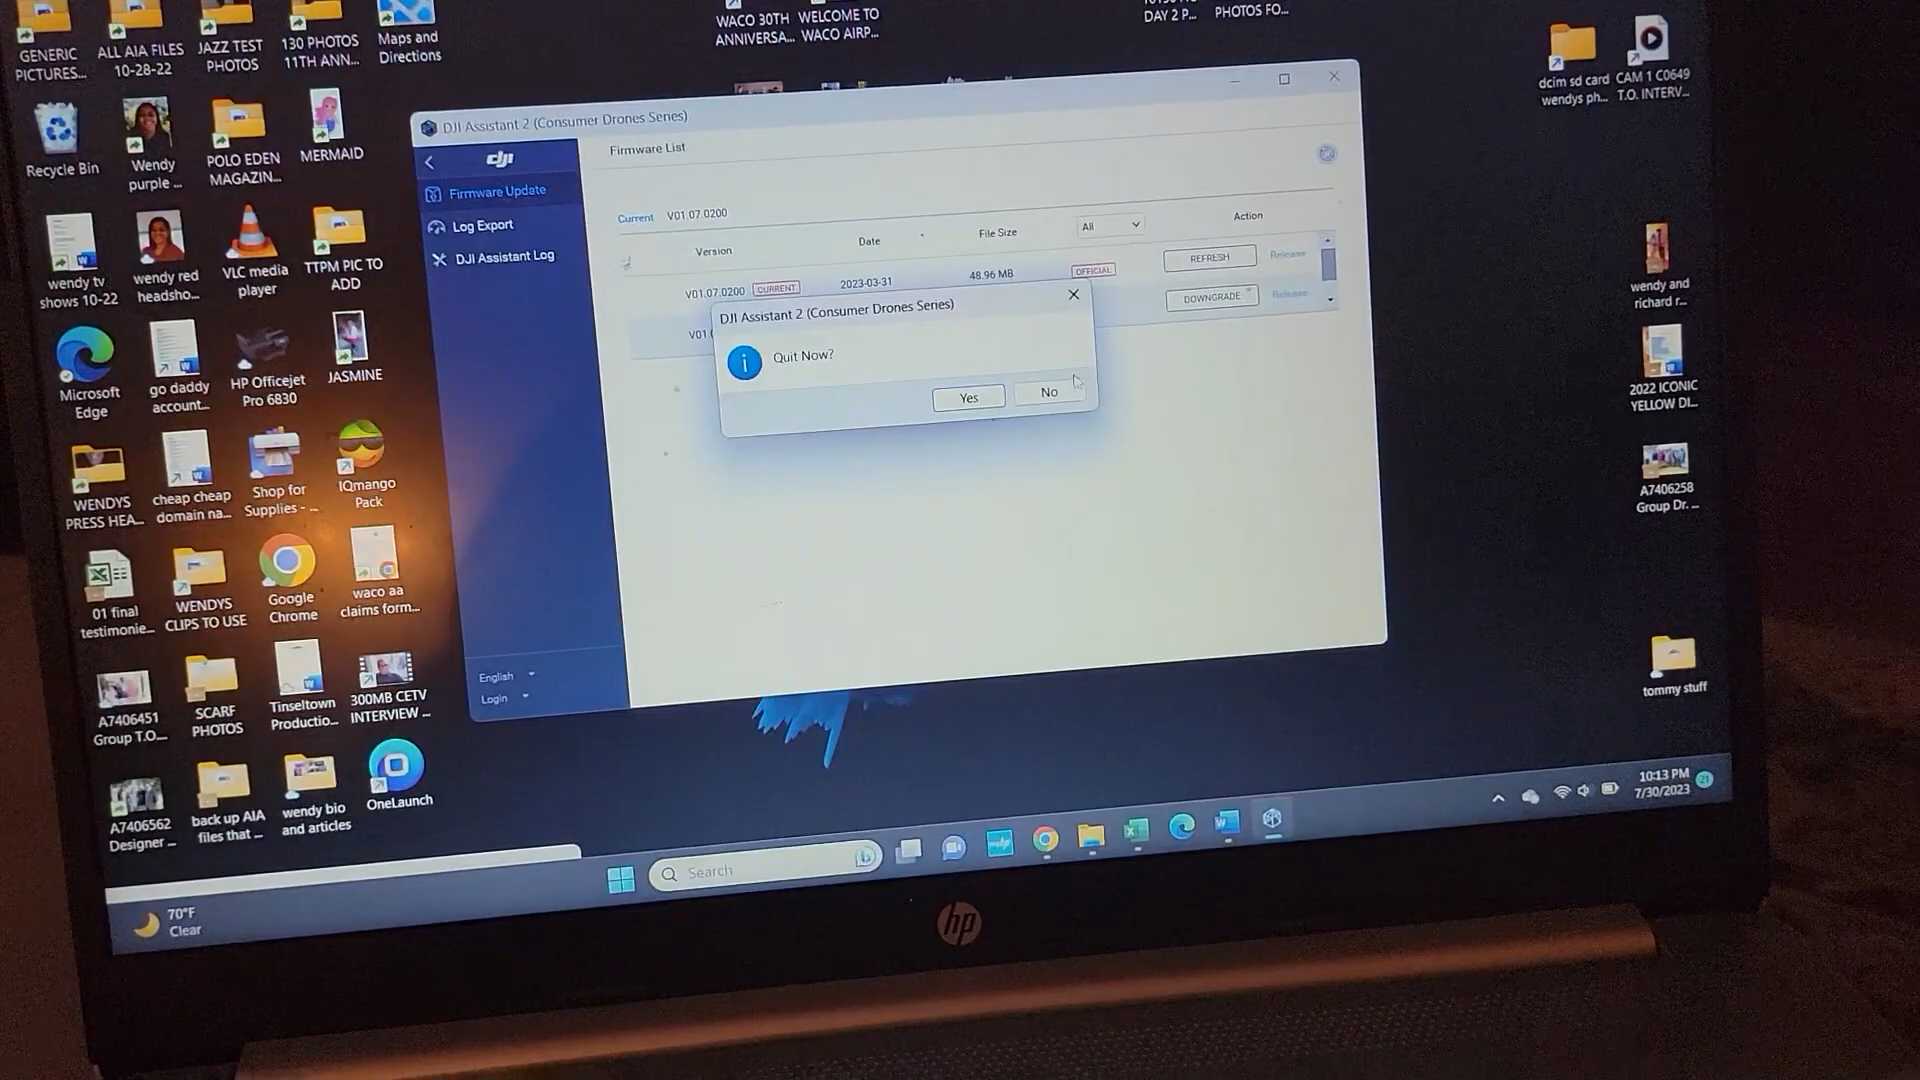 GENERIC
PICTURES...
ALL AIA FILES
10-28-22
JAZZ TEST
PHOTOS
130 PHOTOS
11TH ANN...
Maps and
Directions
WACO 30TH
ANNIVERSA...
WELCOME TO
WACO AIRP...
DAY 2 P...
PHOTOS FO...
dcim sd card
wendys ph...
CAM 1 C0649
T.O. INTERV...
Recycle Bin
Wendy
purple ...
POLO EDEN
MAGAZIN...
MERMAID
wendy tv
shows 10-22
wendy red
headsho...
VLC media
player
TTPM PIC TO
ADD
Microsoft
Edge
go daddy
account...
HP Officejet
Pro 6830
JASMINE
WENDYS
PRESS HEA...
cheap cheap
domain na...
Shop for
Supplies - ...
IQmango
Pack
01 final
testimonie...
WENDYS
CLIPS TO USE
Google
Chrome
waco aa
claims form...
A7406451
Group T.O....
SCARF
PHOTOS
Tinseltown
Productio...
300MB CETV
INTERVIEW ...
A7406562
Designer ...
back up AIA
files that ...
wendy bio
and articles
OneLaunch
wendy and
richard r...
2022 ICONIC
YELLOW DI...
A7406258
Group Dr. ...
tommy stuff
DJI Assistant 2 (Consumer Drones Series)
dji
Firmware Update
Log Export
DJI Assistant Log
English
Login
Firmware List
Current V01.07.0200
Version Date File Size All Action
V01.07.0200 CURRENT 2023-03-31 48.96 MB OFFICIAL REFRESH Release
V01.0 DOWNGRADE Release
DJI Assistant 2 (Consumer Drones Series)
Quit Now?
Yes No
70°F
Clear
Search
10:13 PM
7/30/2023
21
hp